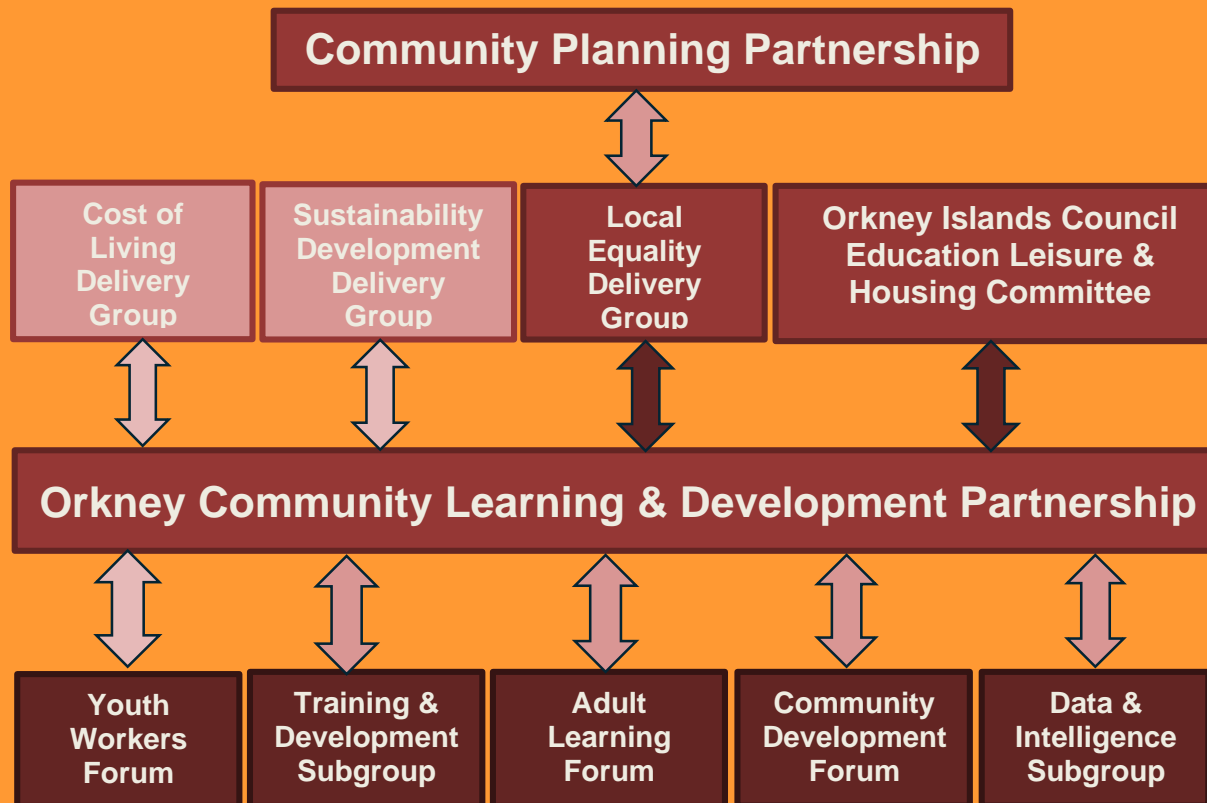 Community Planning Partnership
Cost of
Living
Delivery
Group
Sustainability
Development
Delivery
Group
Local
Equality
Delivery
Group
Orkney Islands Council
Education Leisure &
Housing Committee
Orkney Community Learning & Development Partnership
Youth
Workers
Forum
Training &
Development
Subgroup
Adult
Learning
Forum
Community
Development
Forum
Data &
Intelligence
Subgroup